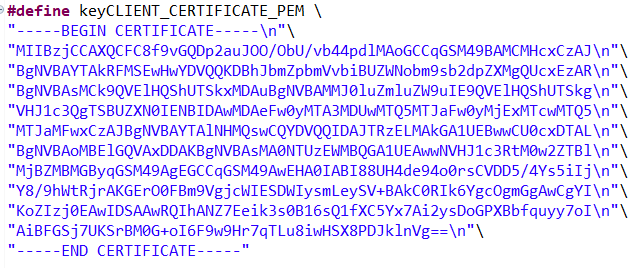 #define keyCLIENT_CERTIFICATE_PEM \
"-----BEGIN CERTIFICATE-----\n"\
"MIIBzjCCAXQCFC8f9vGQDp2auJOO/ObU/vb44pdlMAoGCCqGSM49BAMCMHcxCzAJ\n"\
"BgNVBAYTAkRFMSEwHwYDVQQKDBhJbmZpbmVvbiBUZWNobm9sb2dpZXMgQUcxEzAR\n"\
"BgNVBAsMCk9QVElHQShUTSkxMDAuBgNVBAMMJ0luZmluZW9uIE9QVElHQShUTSkg\n"\
"VHJ1c3QgTSBUZXN0IENBIDAwMDAeFw0yMTA3MDUwMTQ5MTJaFw0yMjExMTcwMTQ5\n"\
"MTJaMFwxCzAJBgNVBAYTAlNHMQswCQYDVQQIDAJTRzELMAkGA1UEBwwCU0cxDTAL\n"\
"BgNVBAoMBElGQVAxDDAKBgNVBAsMA0NTUzEWMBQGA1UEAwwNVHJ1c3RtM0w2ZTBl\n"\
"MjBZMBMGByqGSM49AgEGCCqGSM49AwEHA0IABI88UH4de94o0rsCVDD5/4Ys5iIj\n"\
"Y8/9hWtRjrAKGErO0FBm9VgjcWIESDWIysmLeySV+BAkC0RIk6YgcOgmGgAwCgYI\n"\
"KoZIzj0EAwIDSAAwRQIhANZ7Eeik3s0B16sQ1fXC5Yx7Ai2ysDoGPXBbfquyy7oI\n"\
"AiBFGSj7UKSrBM0G+oI6F9w9Hr7qTLu8iwHSX8PDJklnVg==\n"\
"-----END CERTIFICATE-----"